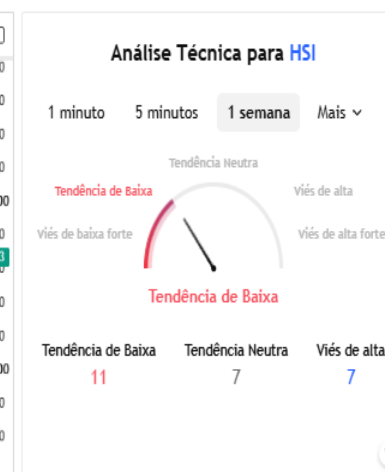 Análise Técnica para HSI
1 minuto 5 minutos 1 semana Mais
Tendência Neutra
Tendência de Baixa Viés de alta
Viés de baixa forte Viés de alta forte
Tendência de Baixa
Tendência de Baixa Tendência Neutra Viés de alta
11 7 7